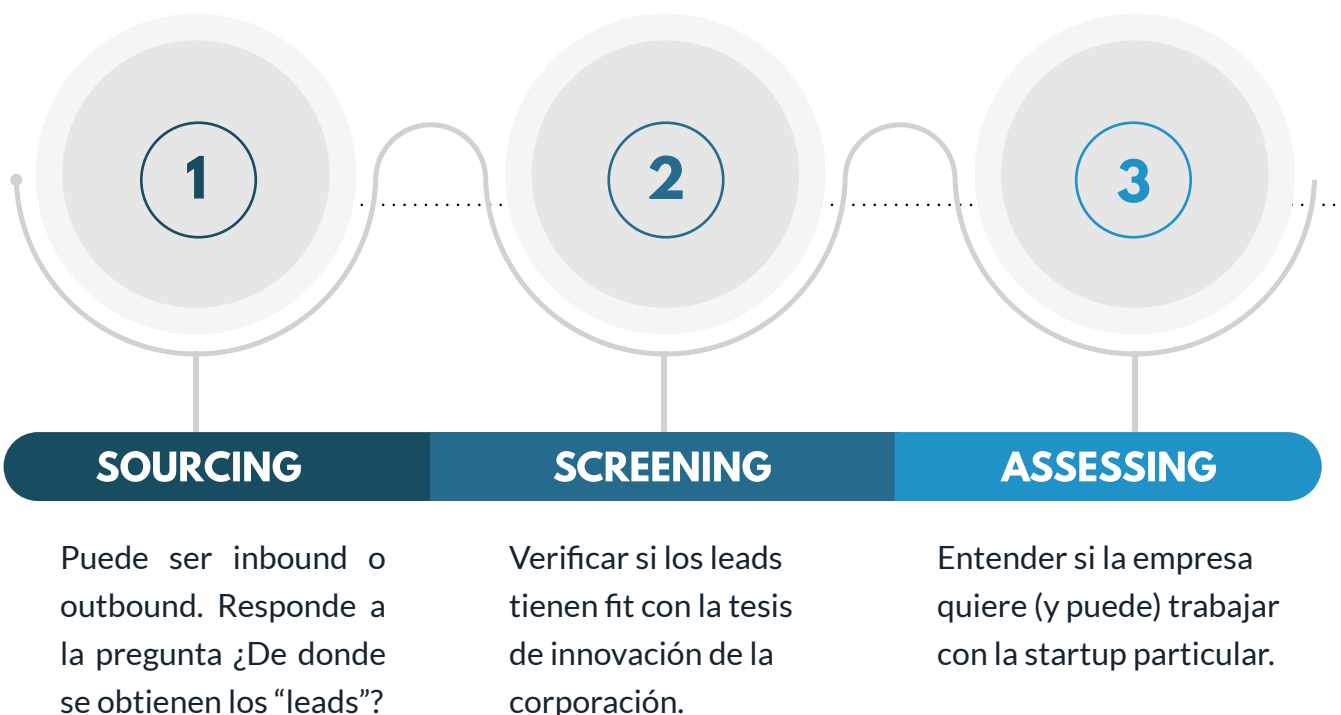 1
2
3
SOURCING
SCREENING
ASSESSING
Puede ser inbound o
outbound. Responde a
la pregunta ¿De donde
se obtienen los “leads”?
Verificar si los leads
tienen fit con la tesis
de innovación de la
corporación.
Entender si la empresa
quiere (y puede) trabajar
con la startup particular.